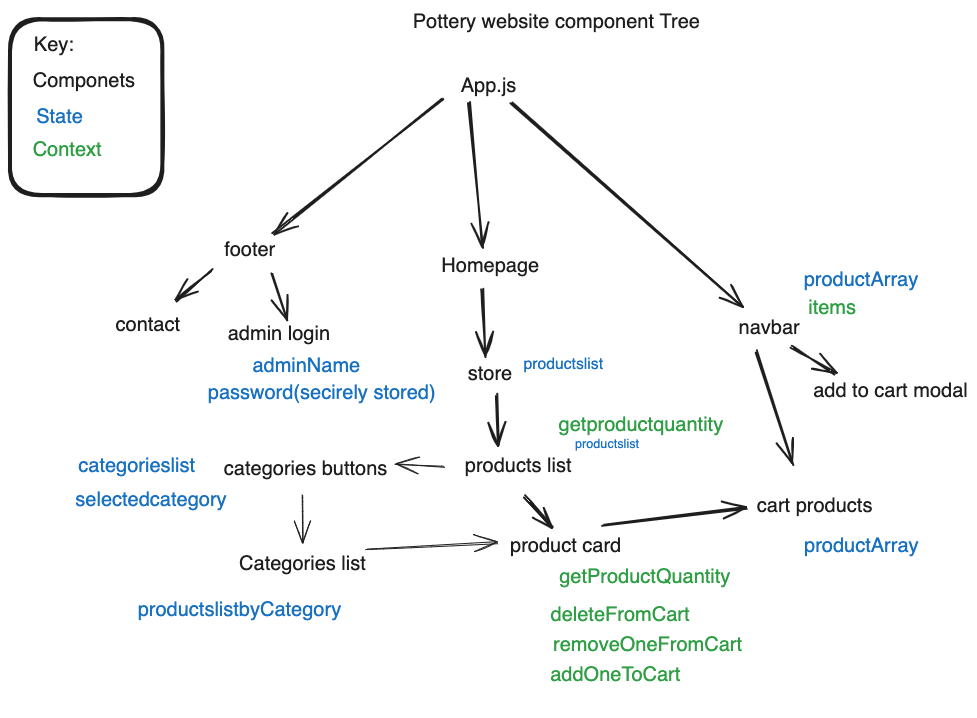 Pottery website component Tree
Key:
Componets
State
Context
App.js
footer
Homepage
contact
admin login
adminName
password(secirely stored)
store
productslist
productArray
items
navbar
add to cart modal
getproductquantity
productslist
products list
categorieslist
categories buttons
selectedcategory
cart products
productArray
Categories list
product card
productslistbyCategory
getProductQuantity
deleteFromCart
removeOneFromCart
addOneToCart